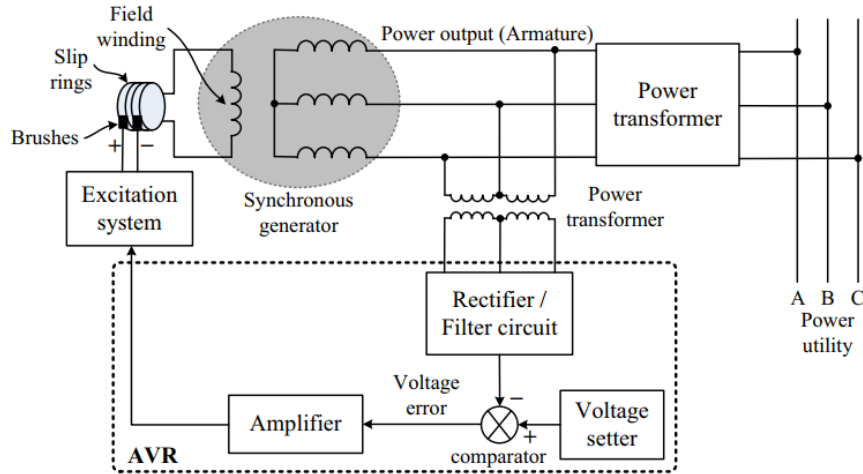 Field
winding
Slip
rings
Brushes
+
−
Excitation
system
Power output (Armature)
Synchronous
generator
Power
transformer
Power
transformer
A B C
Power
utility
Rectifier /
Filter circuit
−
+
Voltage
error
Amplifier
comparator
Voltage
setter
AVR